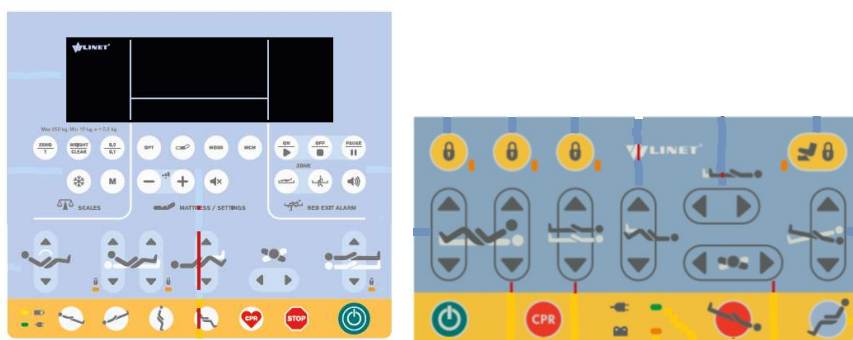 LINET
Max 250 kg, Min 10 kg, e = 0,5 kg
ZERO
T
WEIGHT
CLEAR
0,5
0,1
OPT
MODE
MCM
ON
OFF
PAUSE
ZONE
M
SCALES
MATTRESS / SETTINGS
BED EXIT ALARM
CPR
STOP
LINET
CPR